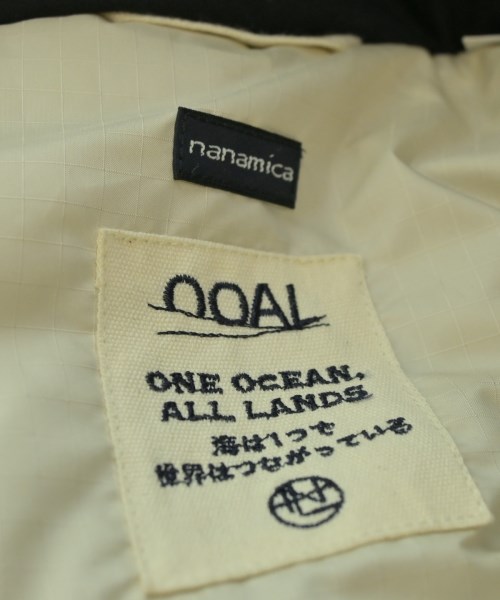 nanamica
OOAL
ONE OCEAN,
ALL LANDS
海は1つで
世界はつながっている